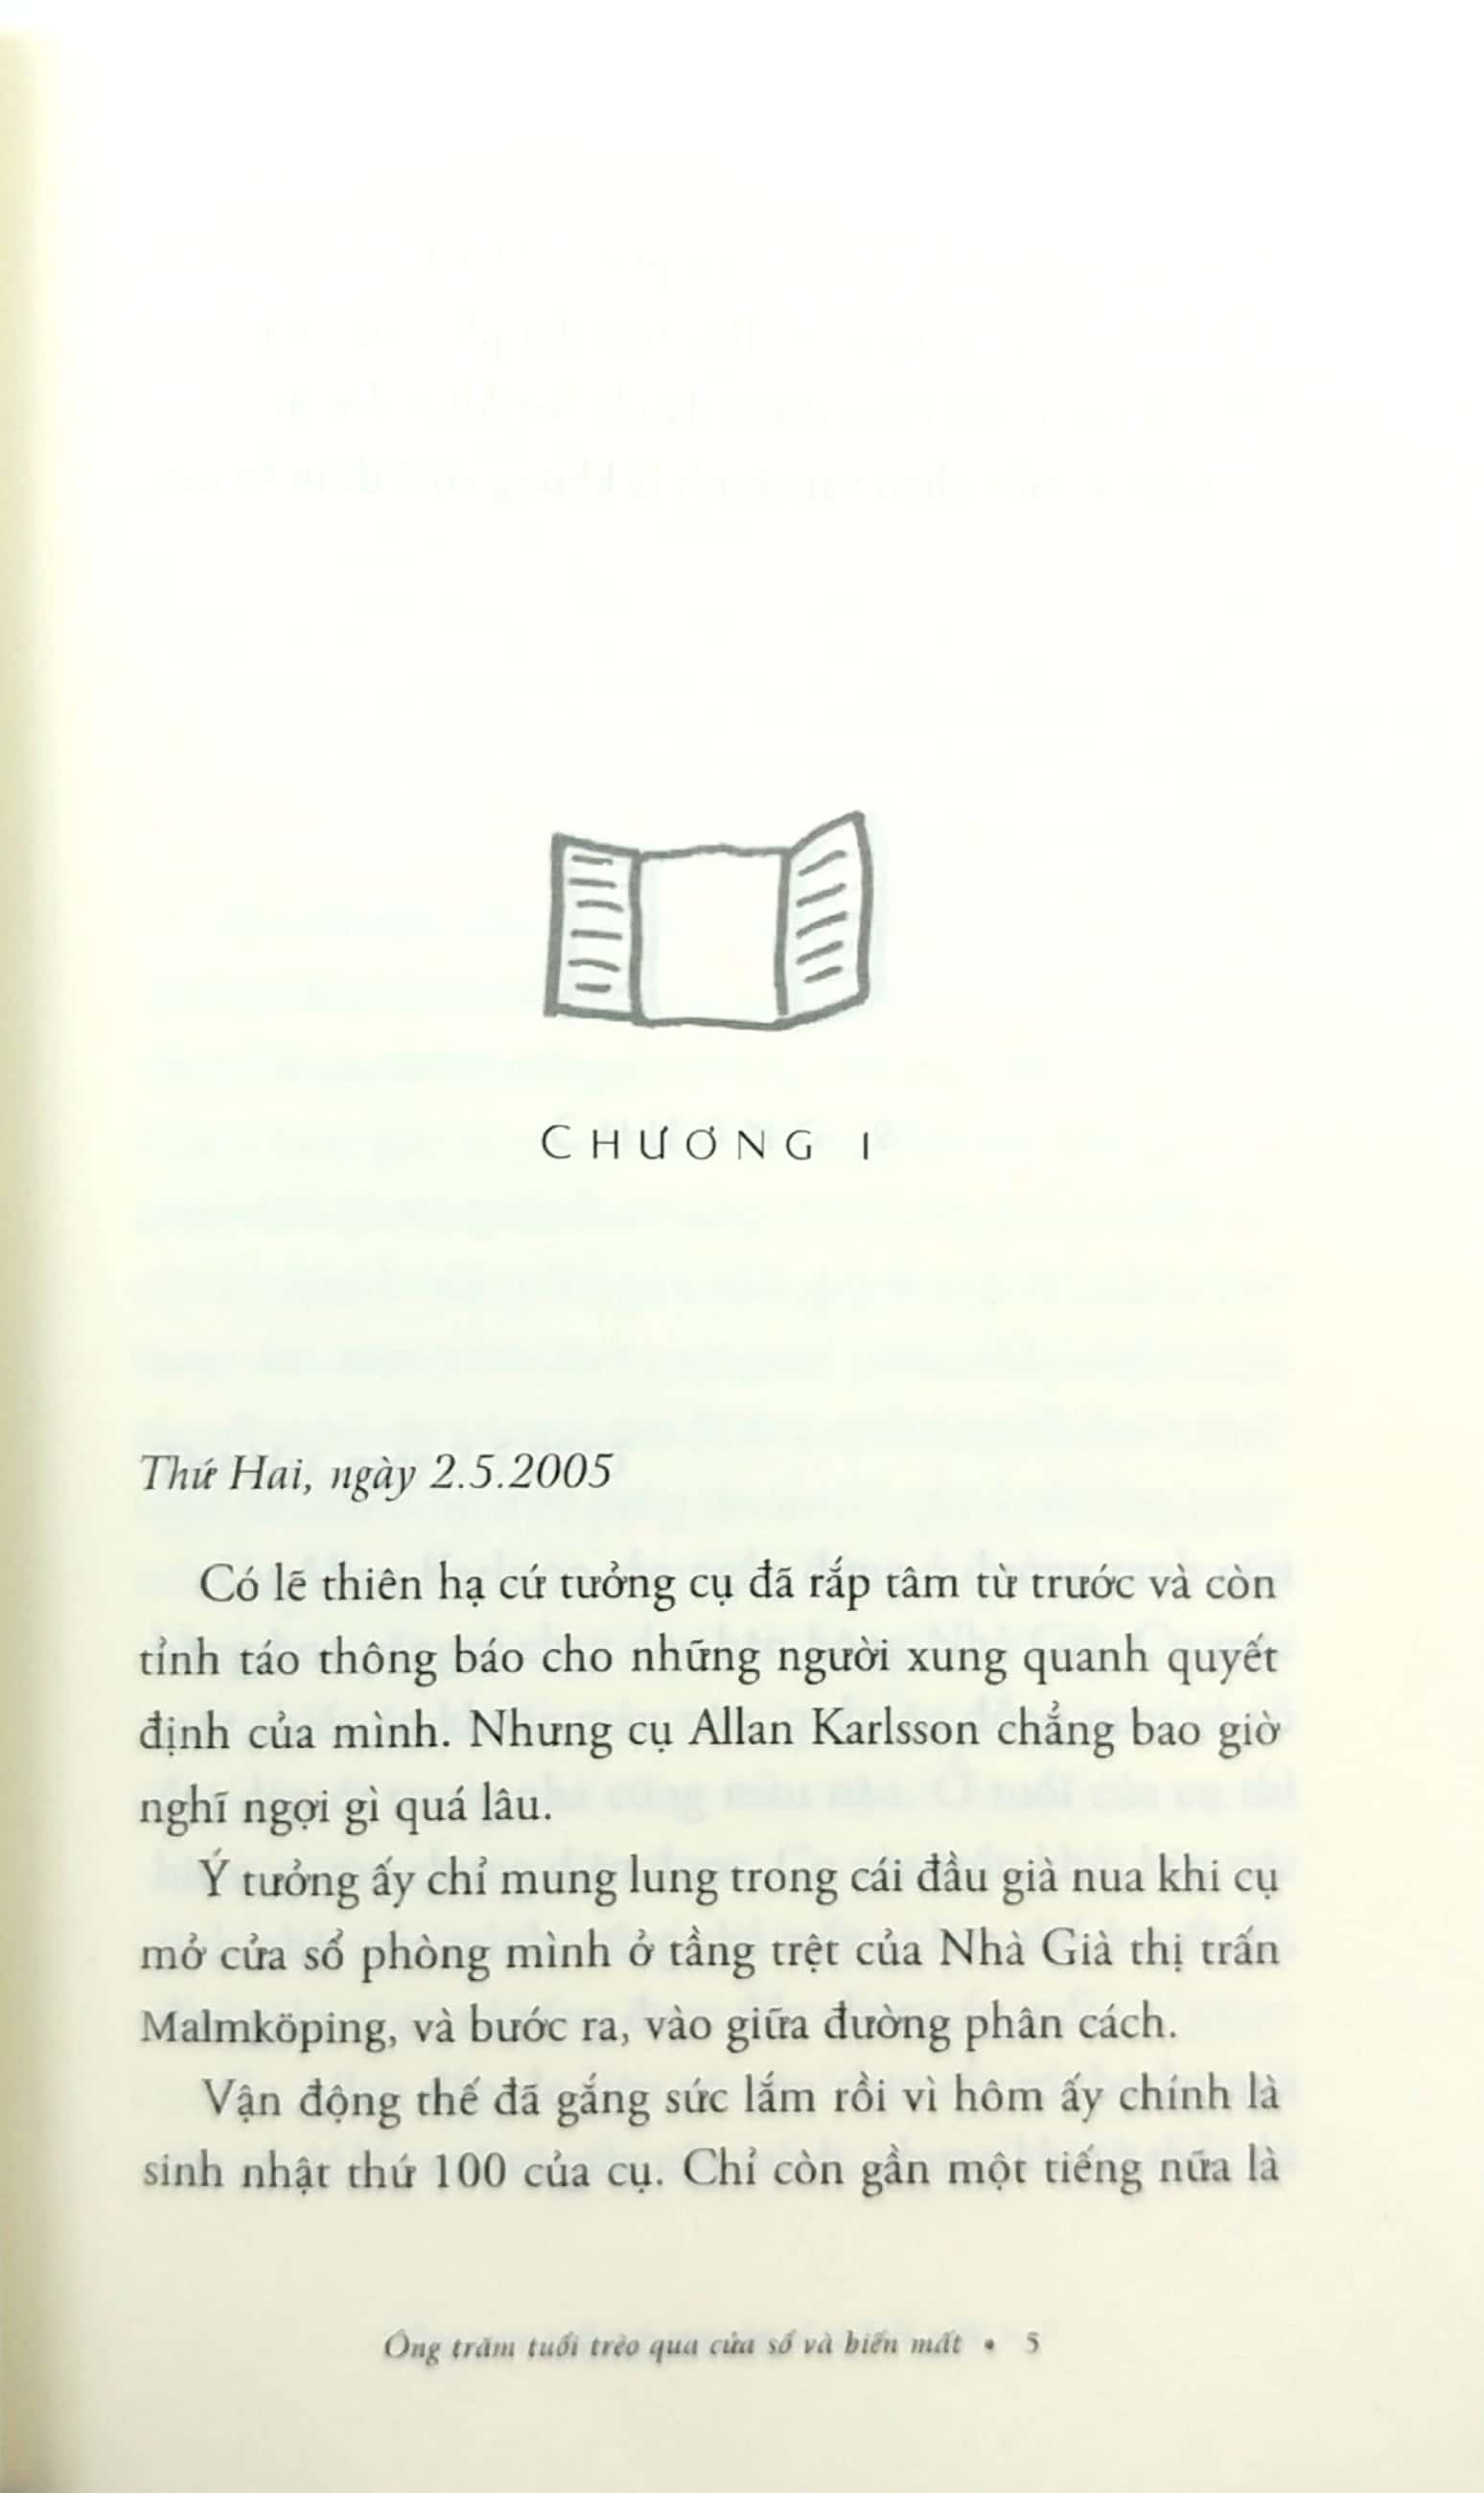 CHƯƠNG I
Thứ Hai, ngày 2.5.2005
Có lẽ thiên hạ cứ tưởng cụ đã rắp tâm từ trước và còn
tỉnh táo thông báo cho những người xung quanh quyết
định của mình. Nhưng cụ Allan Karlsson chẳng bao giờ
nghĩ ngợi gì quá lâu.
Ý tưởng ấy chỉ mung lung trong cái đầu già nua khi cụ
mở cửa sổ phòng mình ở tầng trệt của Nhà Già thị trấn
Malmköping, và bước ra, vào giữa đường phân cách.
Vận động thế đã gắng sức lắm rồi vì hôm ấy chính là
sinh nhật thứ 100 của cụ. Chỉ còn gần một tiếng nữa là
Ông trăm tuổi trèo qua cửa sổ và biến mất • 5